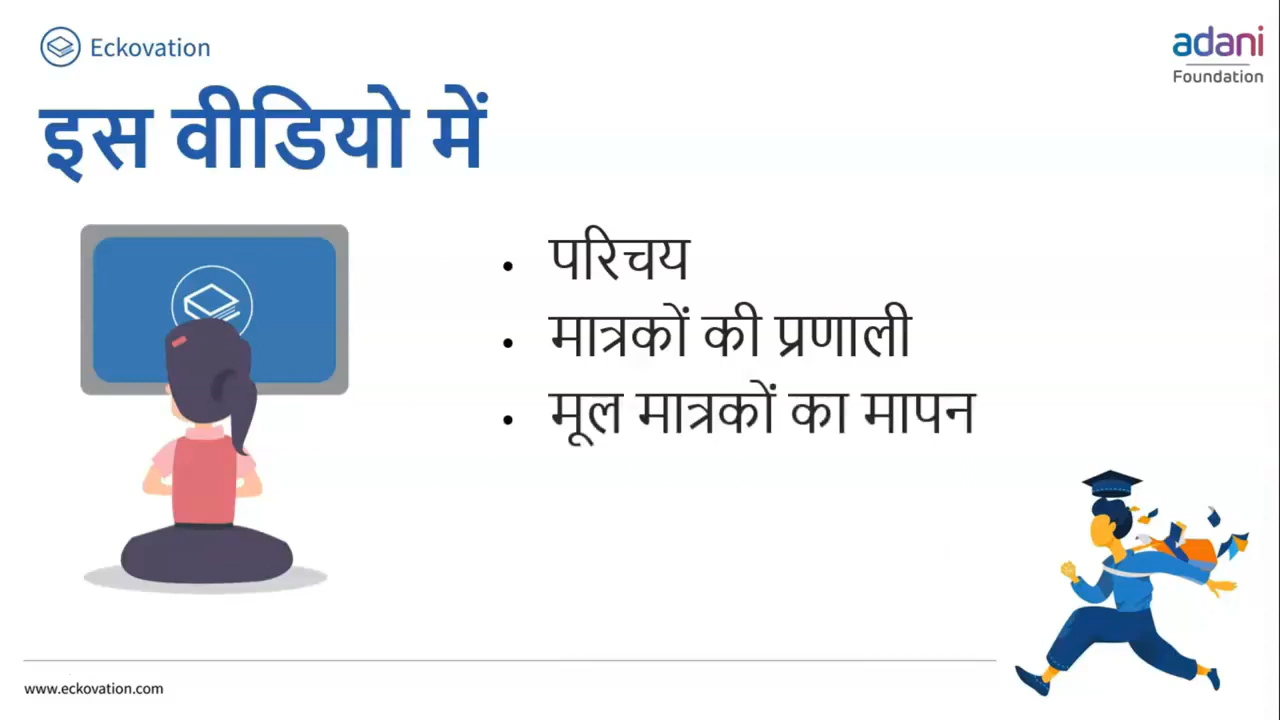 Eckovation
adani
Foundation
इस वीडियो में
• परिचय
• मात्रकों की प्रणाली
• मूल मात्रकों का मापन
www.eckovation.com